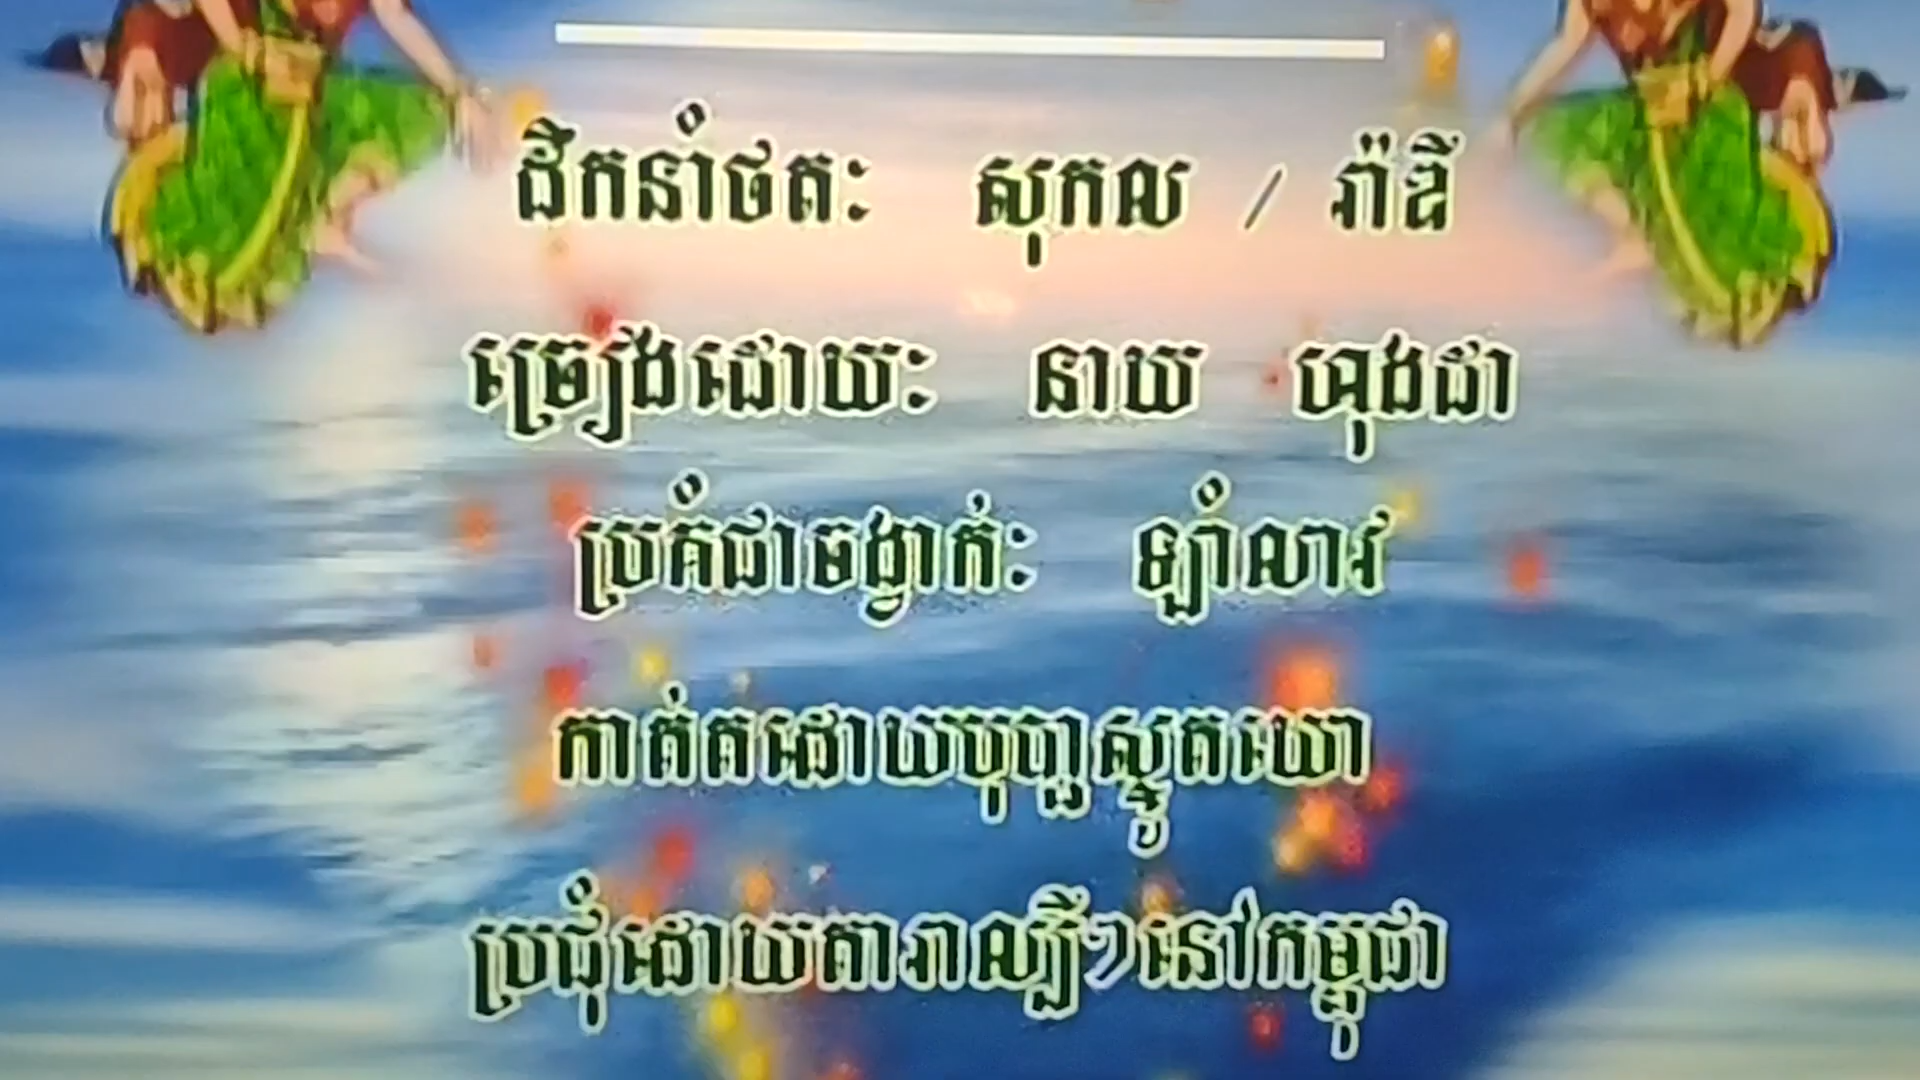 ដឹកនាំថតៈ សុកល / រ៉ាឌី
ច្រៀងដោយៈ នាយ ហុងដា
ប្រគំជាចង្វាក់ៈ ឡាំលាវ
កាត់តដោយបុប្ផាស្ទូតយោ
ប្រជុំដោយតារាល្បីៗនៅកម្ពុជា